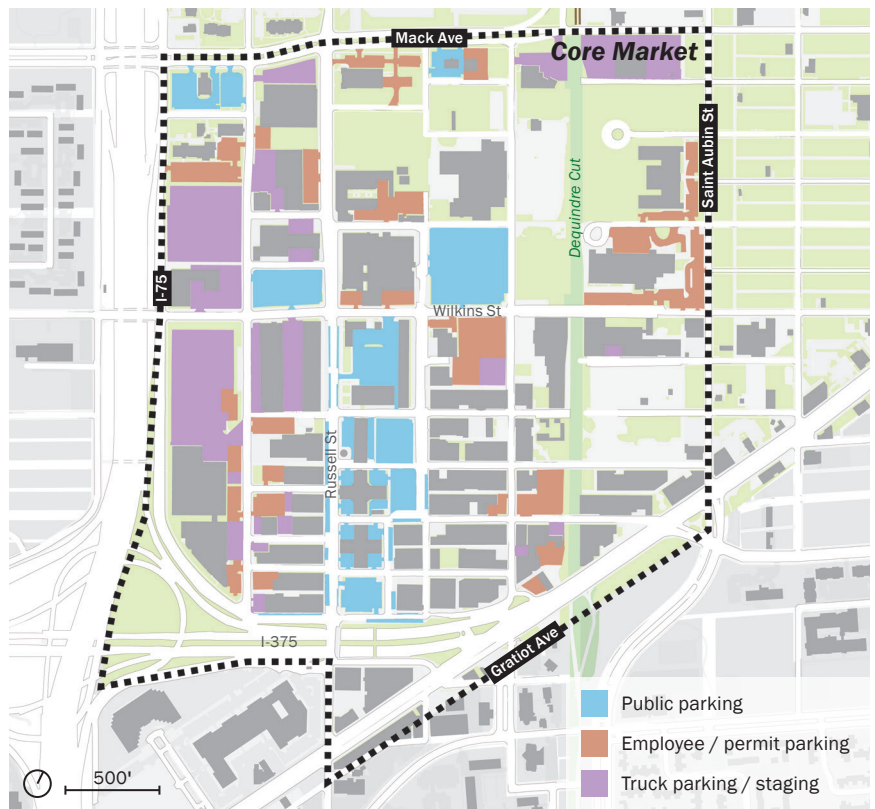 Mack Ave
Core Market
Saint Aubin St
Dequindre Cut
I-75
Wilkins St
Russell St
I-375
Gratiot Ave
Public parking
Employee / permit parking
Truck parking / staging
500'